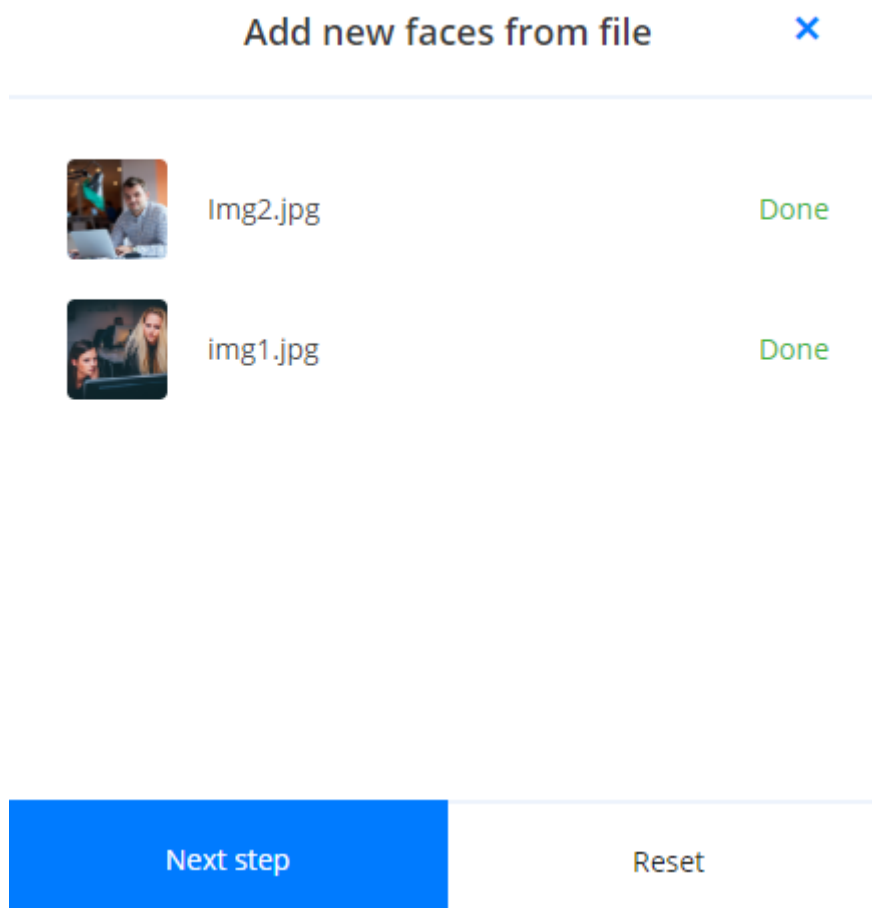 Add new faces from file
Img2.jpg Done
img1.jpg Done
Next step Reset